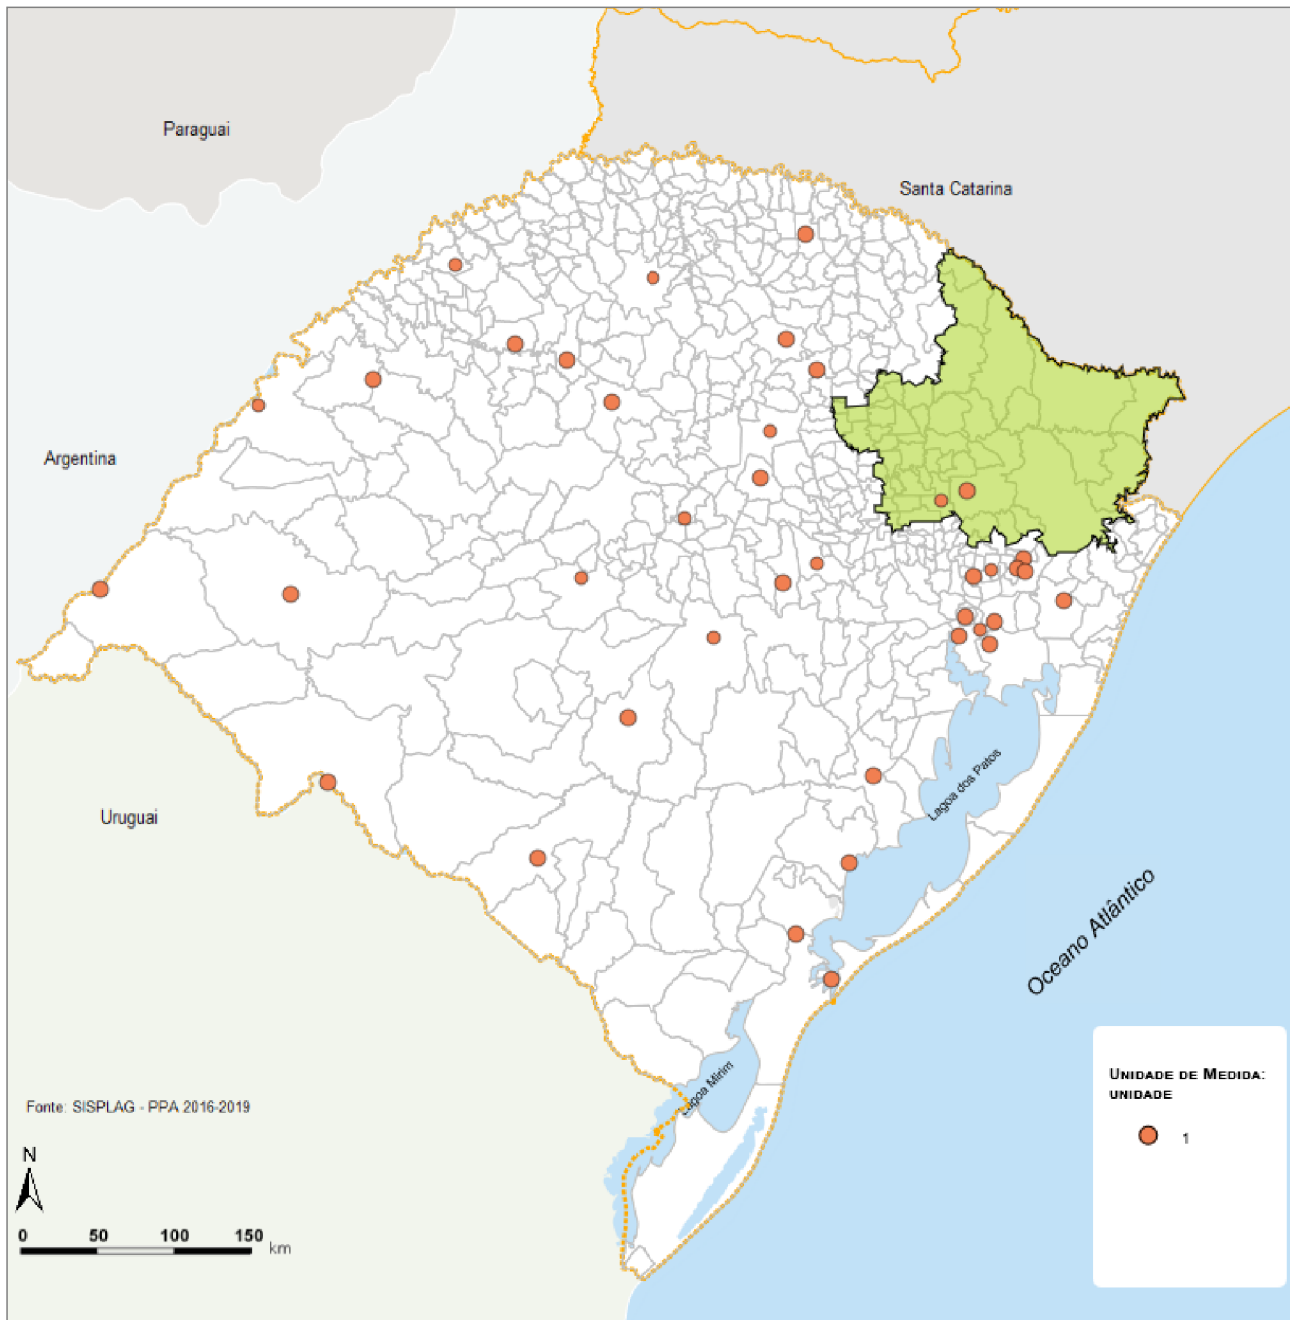 Paraguai
Santa Catarina
Argentina
Uruguai
Lagoa dos Patos
Oceano Atlântico
Lagoa Mirim
Fonte: SISPLAG - PPA 2016-2019
N
0 50 100 150
km
UNIDADE DE MEDIDA:
UNIDADE
1